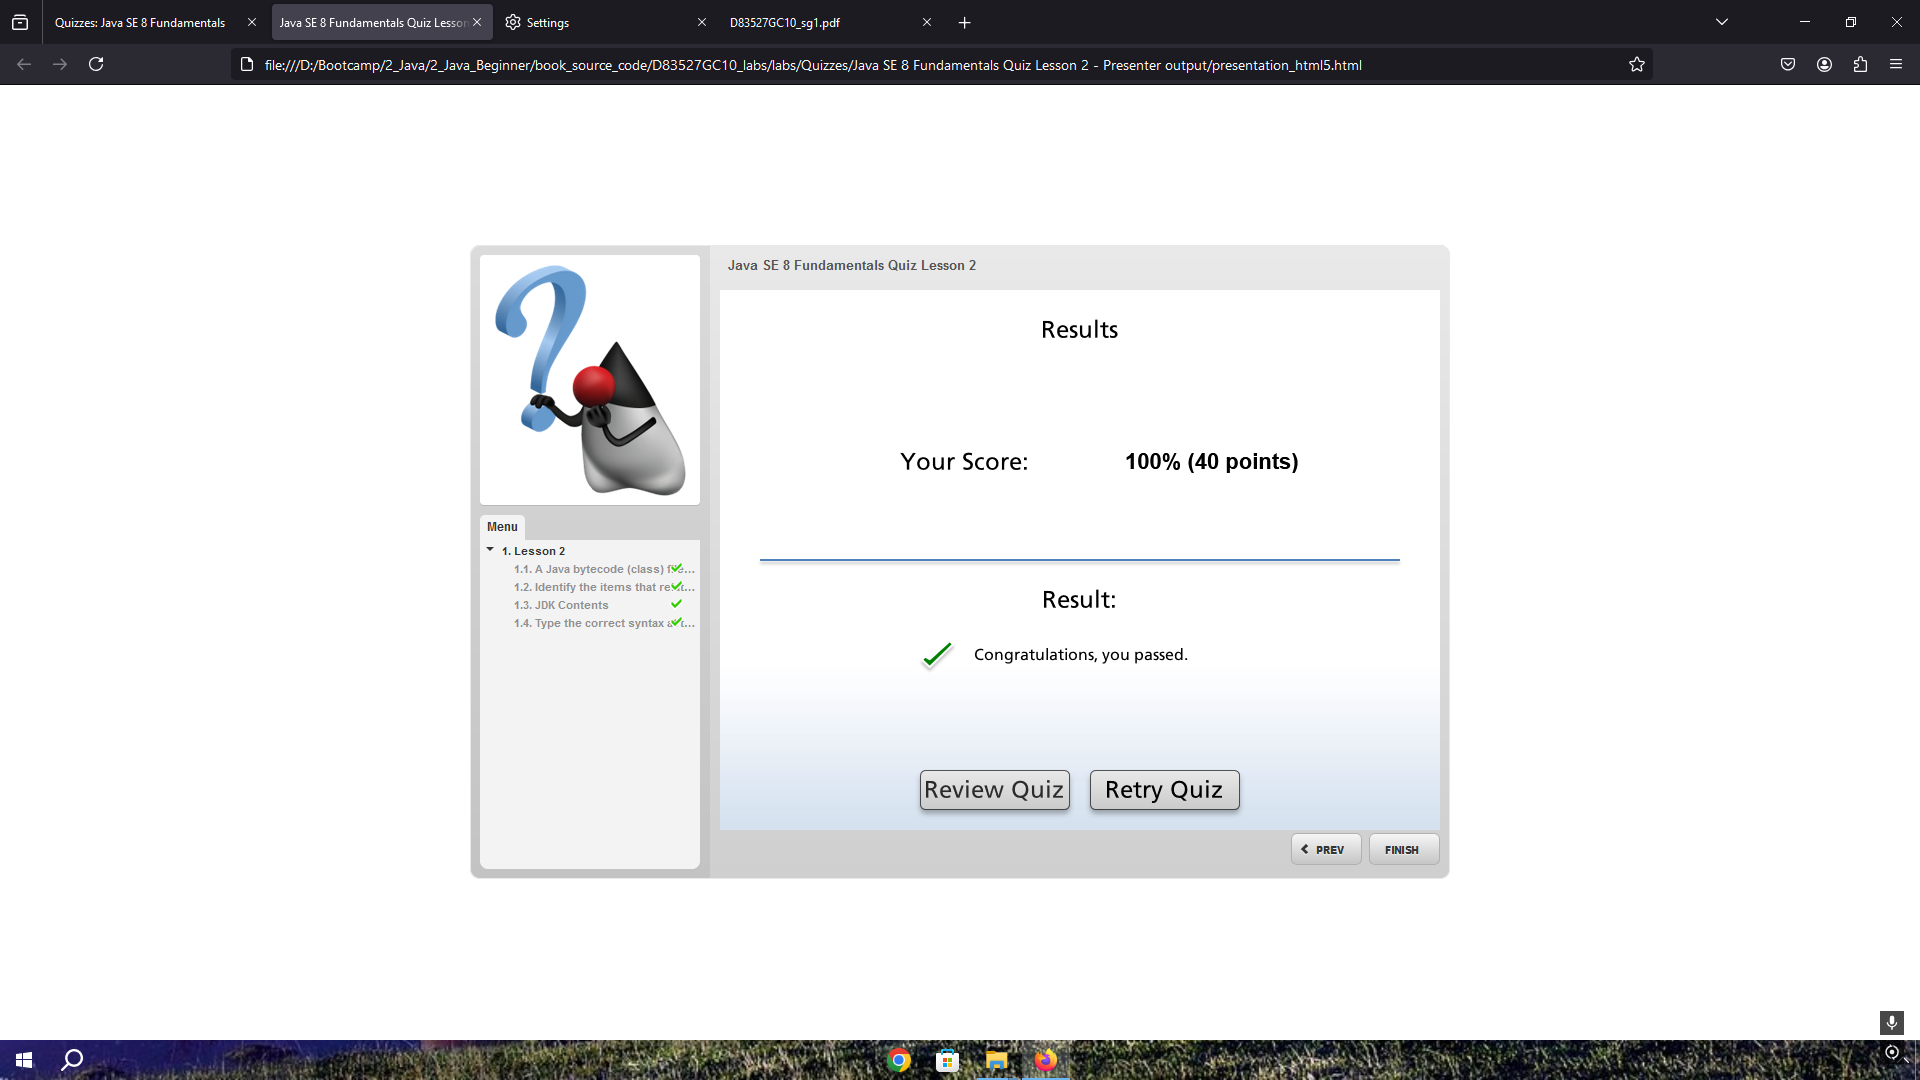 Quizzes: Java SE 8 Fundamentals
Java SE 8 Fundamentals Quiz Lesson
Settings
D83527GC10_sg1.pdf
file:///D:/Bootcamp/2_Java/2_Java_Beginner/book_source_code/D83527GC10_labs/labs/Quizzes/Java SE 8 Fundamentals Quiz Lesson 2 - Presenter output/presentation_html5.html
Java SE 8 Fundamentals Quiz Lesson 2
Results
Your Score: 100% (40 points)
Menu
1. Lesson 2
1.1. A Java bytecode (class)
1.2. Identify the items that
1.3. JDK Contents
1.4. Type the correct syntax
Result:
Congratulations, you passed.
Review Quiz
Retry Quiz
PREV
FINISH